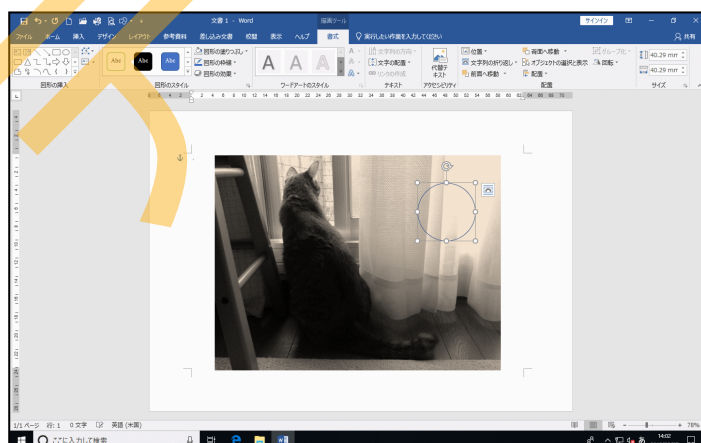 文書 1 - Word
描画ツール
サインイン
ファイル ホーム 挿入 デザイン レイアウト 参考資料 差し込み文書 校閲 表示 ヘルプ 書式 実行したい作業を入力してください 共有
Abc Abc Abc
図形の塗りつぶし
図形の枠線
図形の効果
A A A
文字列の方向
文字の配置
リンクの作成
代替テキスト
位置
文字列の折り返し
前面へ移動
背面へ移動
オブジェクトの選択と表示
配置
グループ化
回転
40.29 mm
40.29 mm
図形の挿入 図形のスタイル ワードアートのスタイル テキスト アクセシビリティ 配置 サイズ
1/1 ページ 行: 1 0 文字 英語 (米国) 78%
ここに入力して検索
あ 14:02